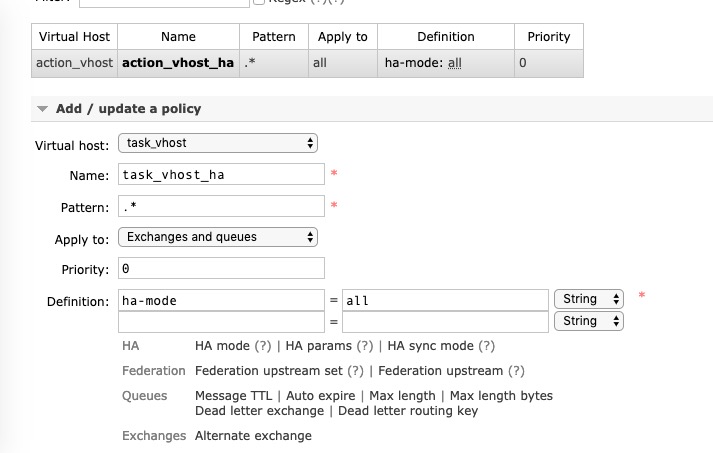 Virtual Host Name Pattern Apply to Definition Priority
action_vhost action_vhost_ha .* all ha-mode: all 0
Add / update a policy
Virtual host: task_vhost
Name: task_vhost_ha *
Pattern: .* *
Apply to: Exchanges and queues
Priority: 0
Definition: ha-mode = all String *
= String
HA HA mode (?) | HA params (?) | HA sync mode (?)
Federation Federation upstream set (?) | Federation upstream (?)
Queues Message TTL | Auto expire | Max length | Max length bytes
Dead letter exchange | Dead letter routing key
Exchanges Alternate exchange